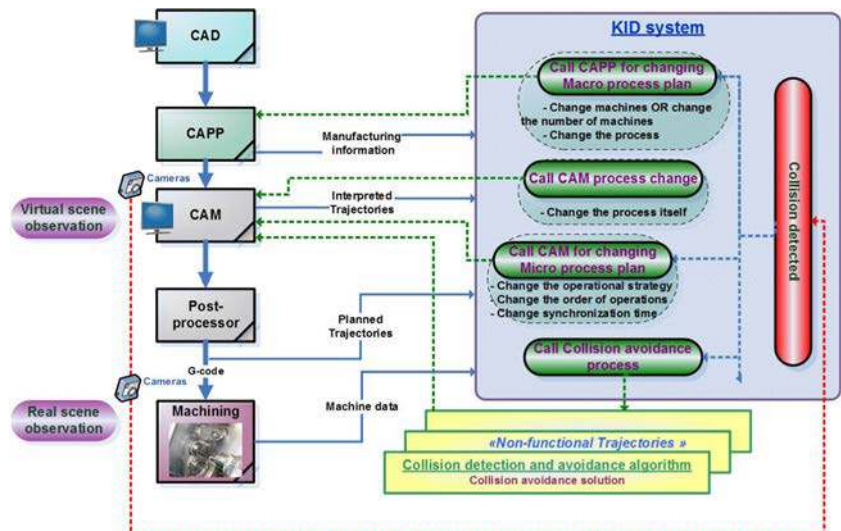 CAD
CAPP
CAM
Post-
processor
G-code
Machining
Cameras
Virtual scene
observation
Cameras
Real scene
observation
Manufacturing
information
Interpreted
Trajectories
Planned
Trajectories
Machine data
KID system
Call CAPP for changing
Macro process plan
- Change machines OR change
the number of machines
- Change the process
Call CAM process change
- Change the process itself
Call CAM for changing
Micro process plan
- Change the operational strategy
- Change the order of operations
- Change synchronization time
Call Collision avoidance
process
Collision detected
«Non-functional Trajectories »
Collision detection and avoidance algorithm
Collision avoidance solution